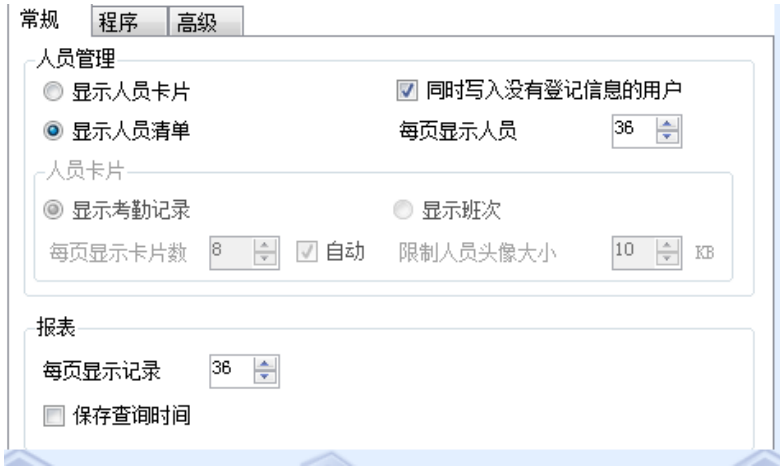 常规 程序 高级
人员管理
显示人员卡片 同时写入没有登记信息的用户
显示人员清单 每页显示人员 36
人员卡片
显示考勤记录 显示班次
每页显示卡片数 8 自动 限制人员头像大小 10 KB
报表
每页显示记录 36
保存查询时间